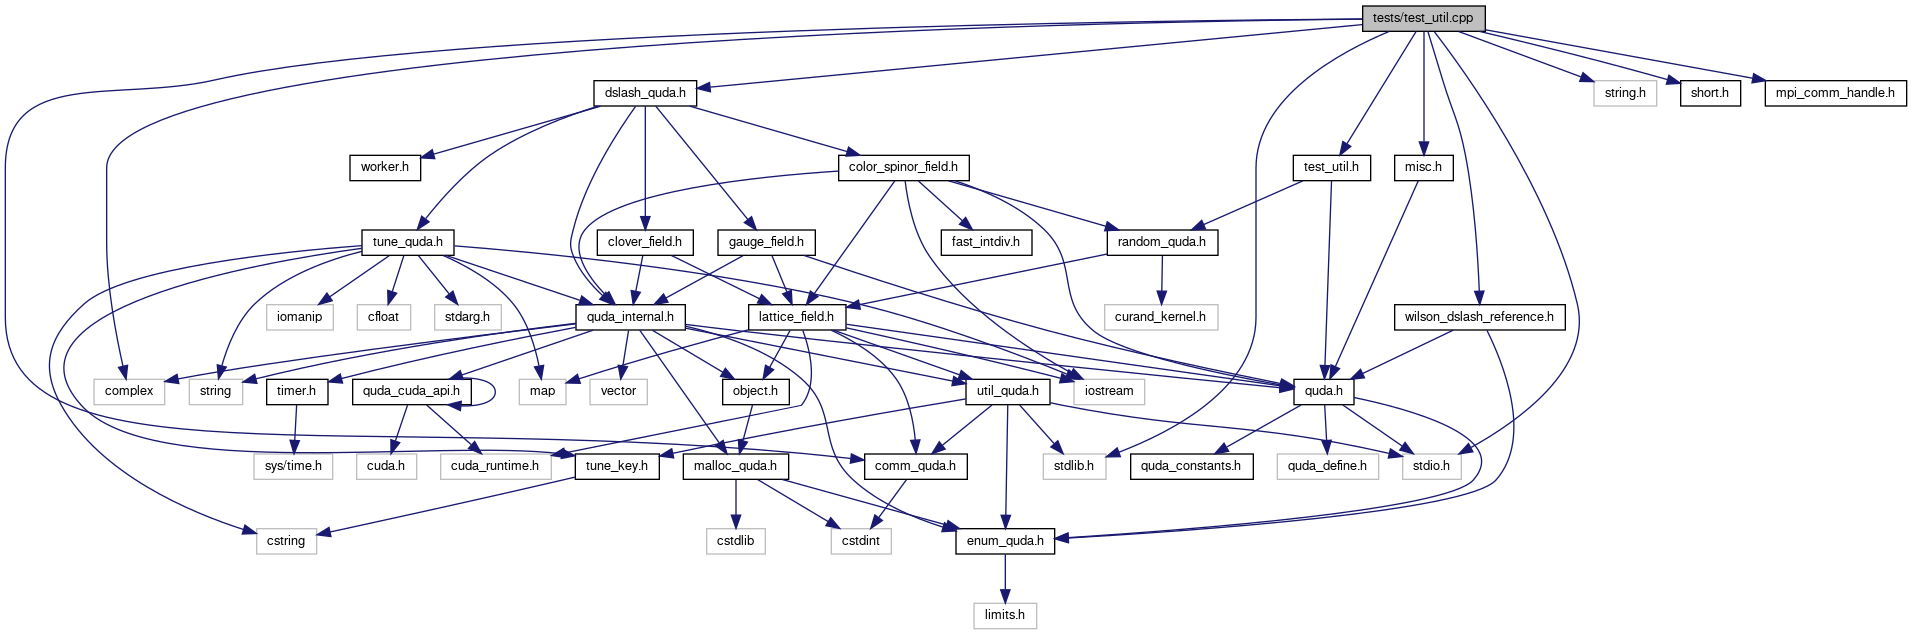 tests/test_util.cpp
dslash_quda.h
string.h
short.h
mpi_comm_handle.h
worker.h
color_spinor_field.h
test_util.h
misc.h
tune_quda.h
clover_field.h
gauge_field.h
fast_intdiv.h
random_quda.h
iomanip
cfloat
stdarg.h
quda_internal.h
lattice_field.h
curand_kernel.h
wilson_dslash_reference.h
complex
string
timer.h
quda_cuda_api.h
map
vector
object.h
util_quda.h
iostream
quda.h
sys/time.h
cuda.h
cuda_runtime.h
tune_key.h
malloc_quda.h
comm_quda.h
stdlib.h
quda_constants.h
quda_define.h
stdio.h
cstring
cstdlib
cstdint
enum_quda.h
limits.h